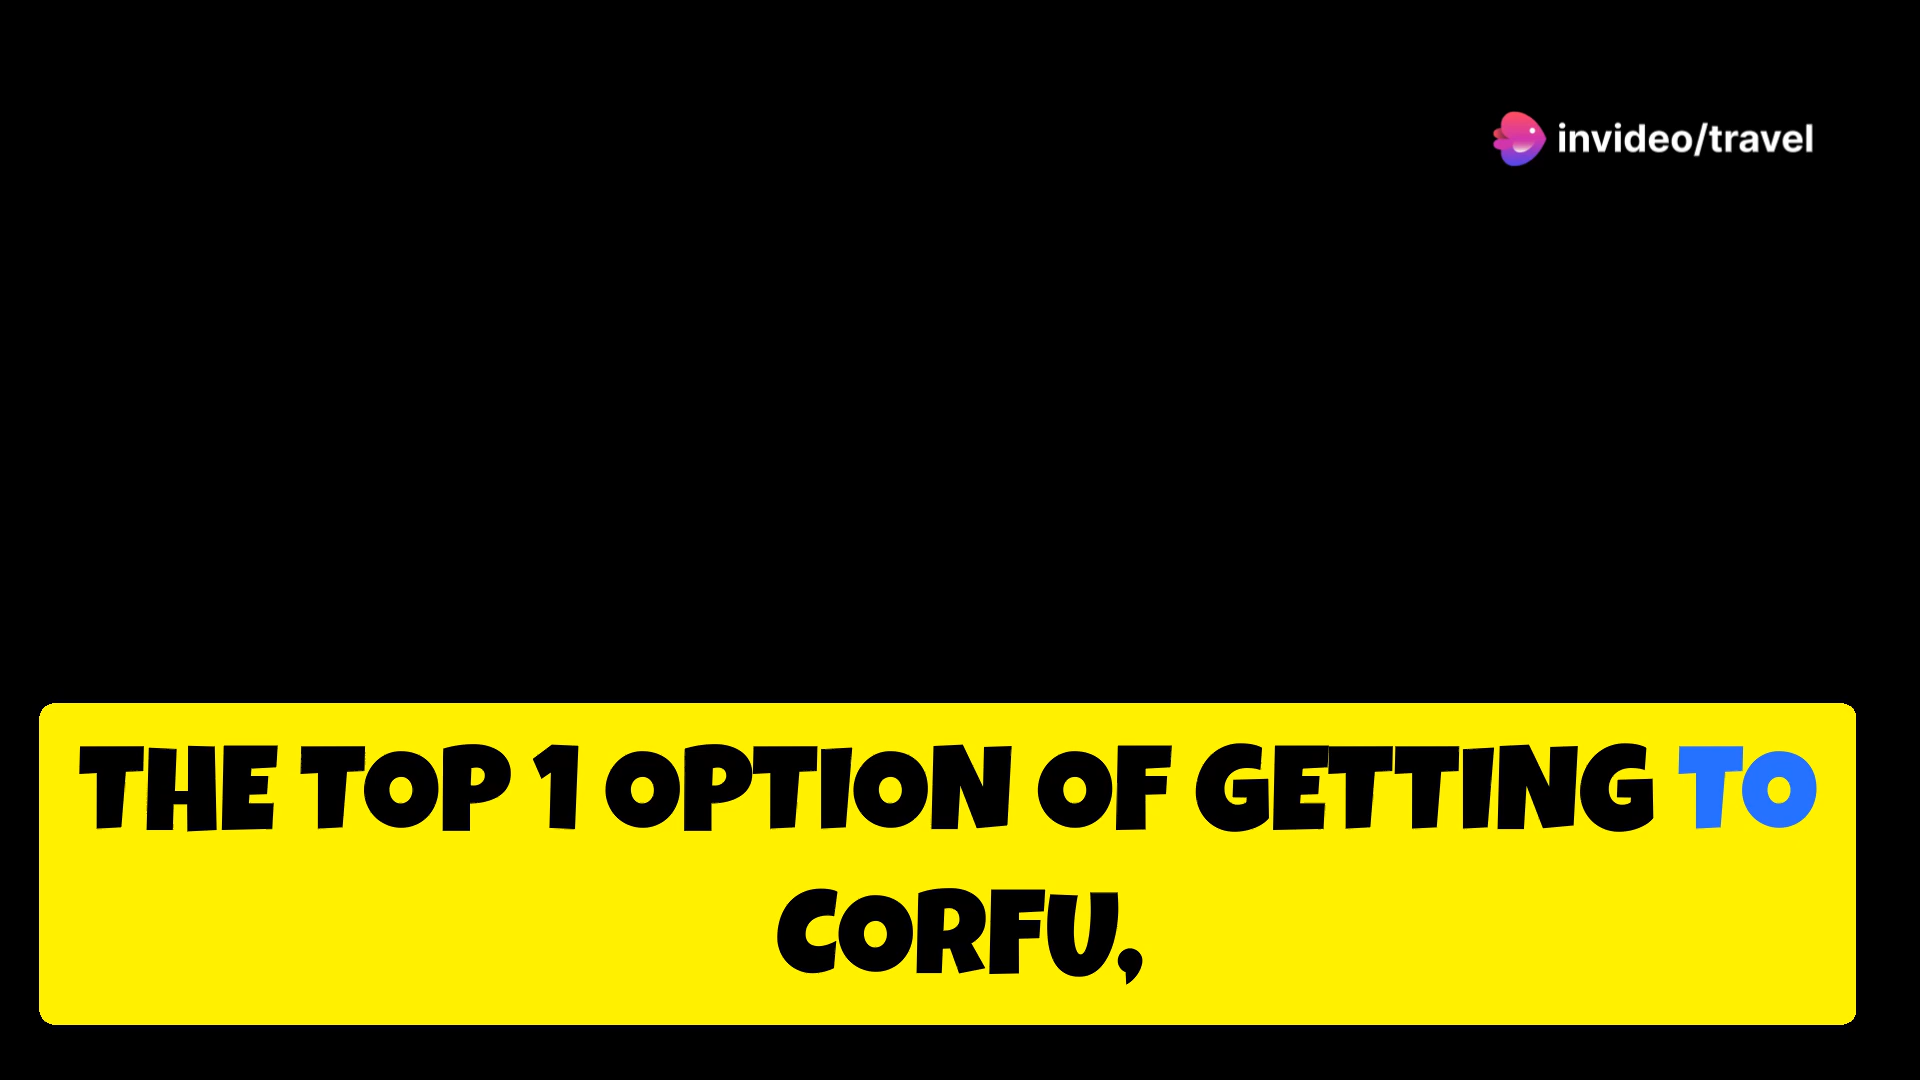 invideo/travel
THE TOP 1 OPTION OF GETTING TO
CORFU,